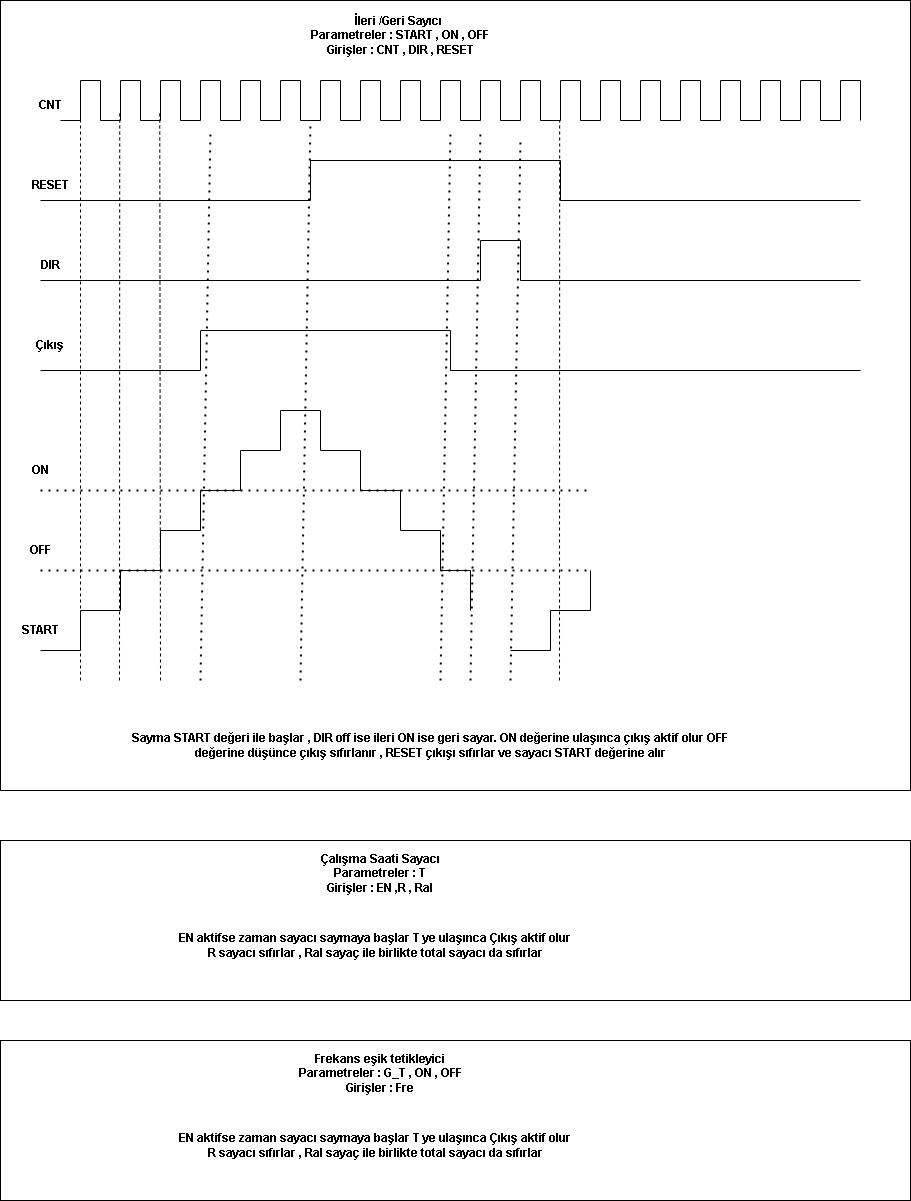 İleri /Geri Sayıcı
Parametreler : START , ON , OFF
Girişler : CNT , DIR , RESET
CNT
RESET
DIR
Çıkış
ON
OFF
START
Sayma START değeri ile başlar , DIR off ise ileri ON ise geri sayar. ON değerine ulaşınca çıkış aktif olur OFF
değerine düşünce çıkış sıfırlanır , RESET çıkışı sıfırlar ve sayacı START değerine alır
Çalışma Saati Sayacı
Parametreler : T
Girişler : EN ,R , Ral
EN aktifse zaman sayacı saymaya başlar T ye ulaşınca Çıkış aktif olur
R sayacı sıfırlar , Ral sayaç ile birlikte total sayacı da sıfırlar
Frekans eşik tetikleyici
Parametreler : G_T , ON , OFF
Girişler : Fre
EN aktifse zaman sayacı saymaya başlar T ye ulaşınca Çıkış aktif olur
R sayacı sıfırlar , Ral sayaç ile birlikte total sayacı da sıfırlar